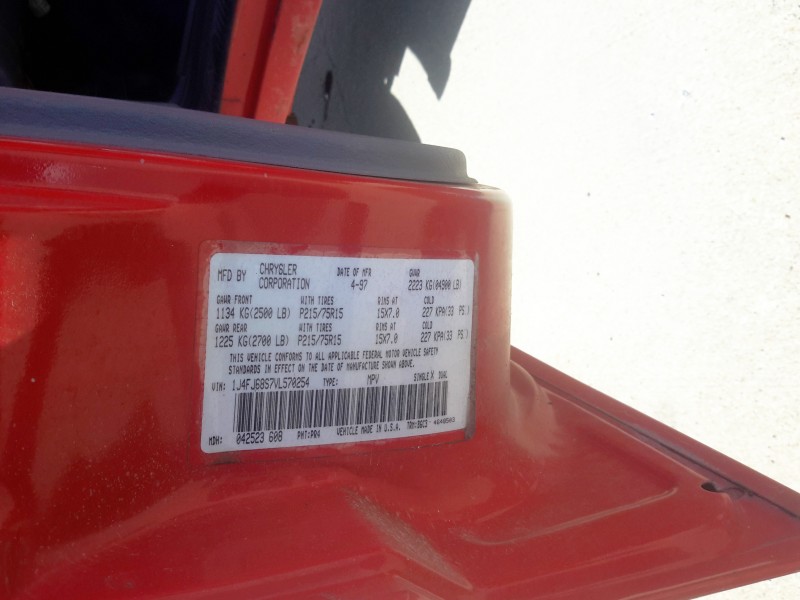 MFD BY CHRYSLER CORPORATION DATE OF MFR 4-97 GVWR 2223 KG(04900 LB)
GAWR FRONT WITH TIRES RIMS AT COLD
1134 KG(2500 LB) P215/75R15 15X7.0 227 KPA(33 PSI)
GAWR REAR WITH TIRES RIMS AT COLD
1225 KG(2700 LB) P215/75R15 15X7.0 227 KPA(33 PSI)
THIS VEHICLE CONFORMS TO ALL APPLICABLE FEDERAL MOTOR VEHICLE SAFETY
STANDARDS IN EFFECT ON THE DATE OF MANUFACTURE SHOWN ABOVE.
VIN: 1J4FJ68S7VL570254 TYPE: MPV SINGLE X DUAL
MDH: 042523 608 PNT:PR4 VEHICLE MADE IN U.S.A.